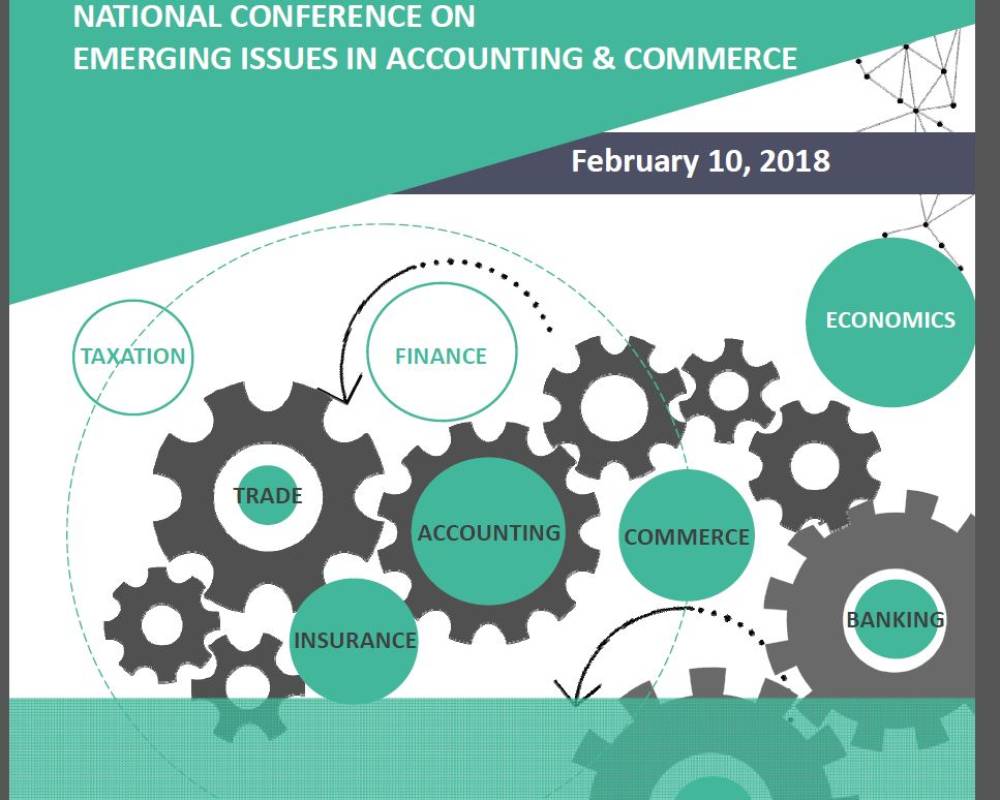 NATIONAL CONFERENCE ON
EMERGING ISSUES IN ACCOUNTING & COMMERCE
February 10, 2018
ECONOMICS
TAXATION
FINANCE
TRADE
ACCOUNTING
COMMERCE
BANKING
INSURANCE